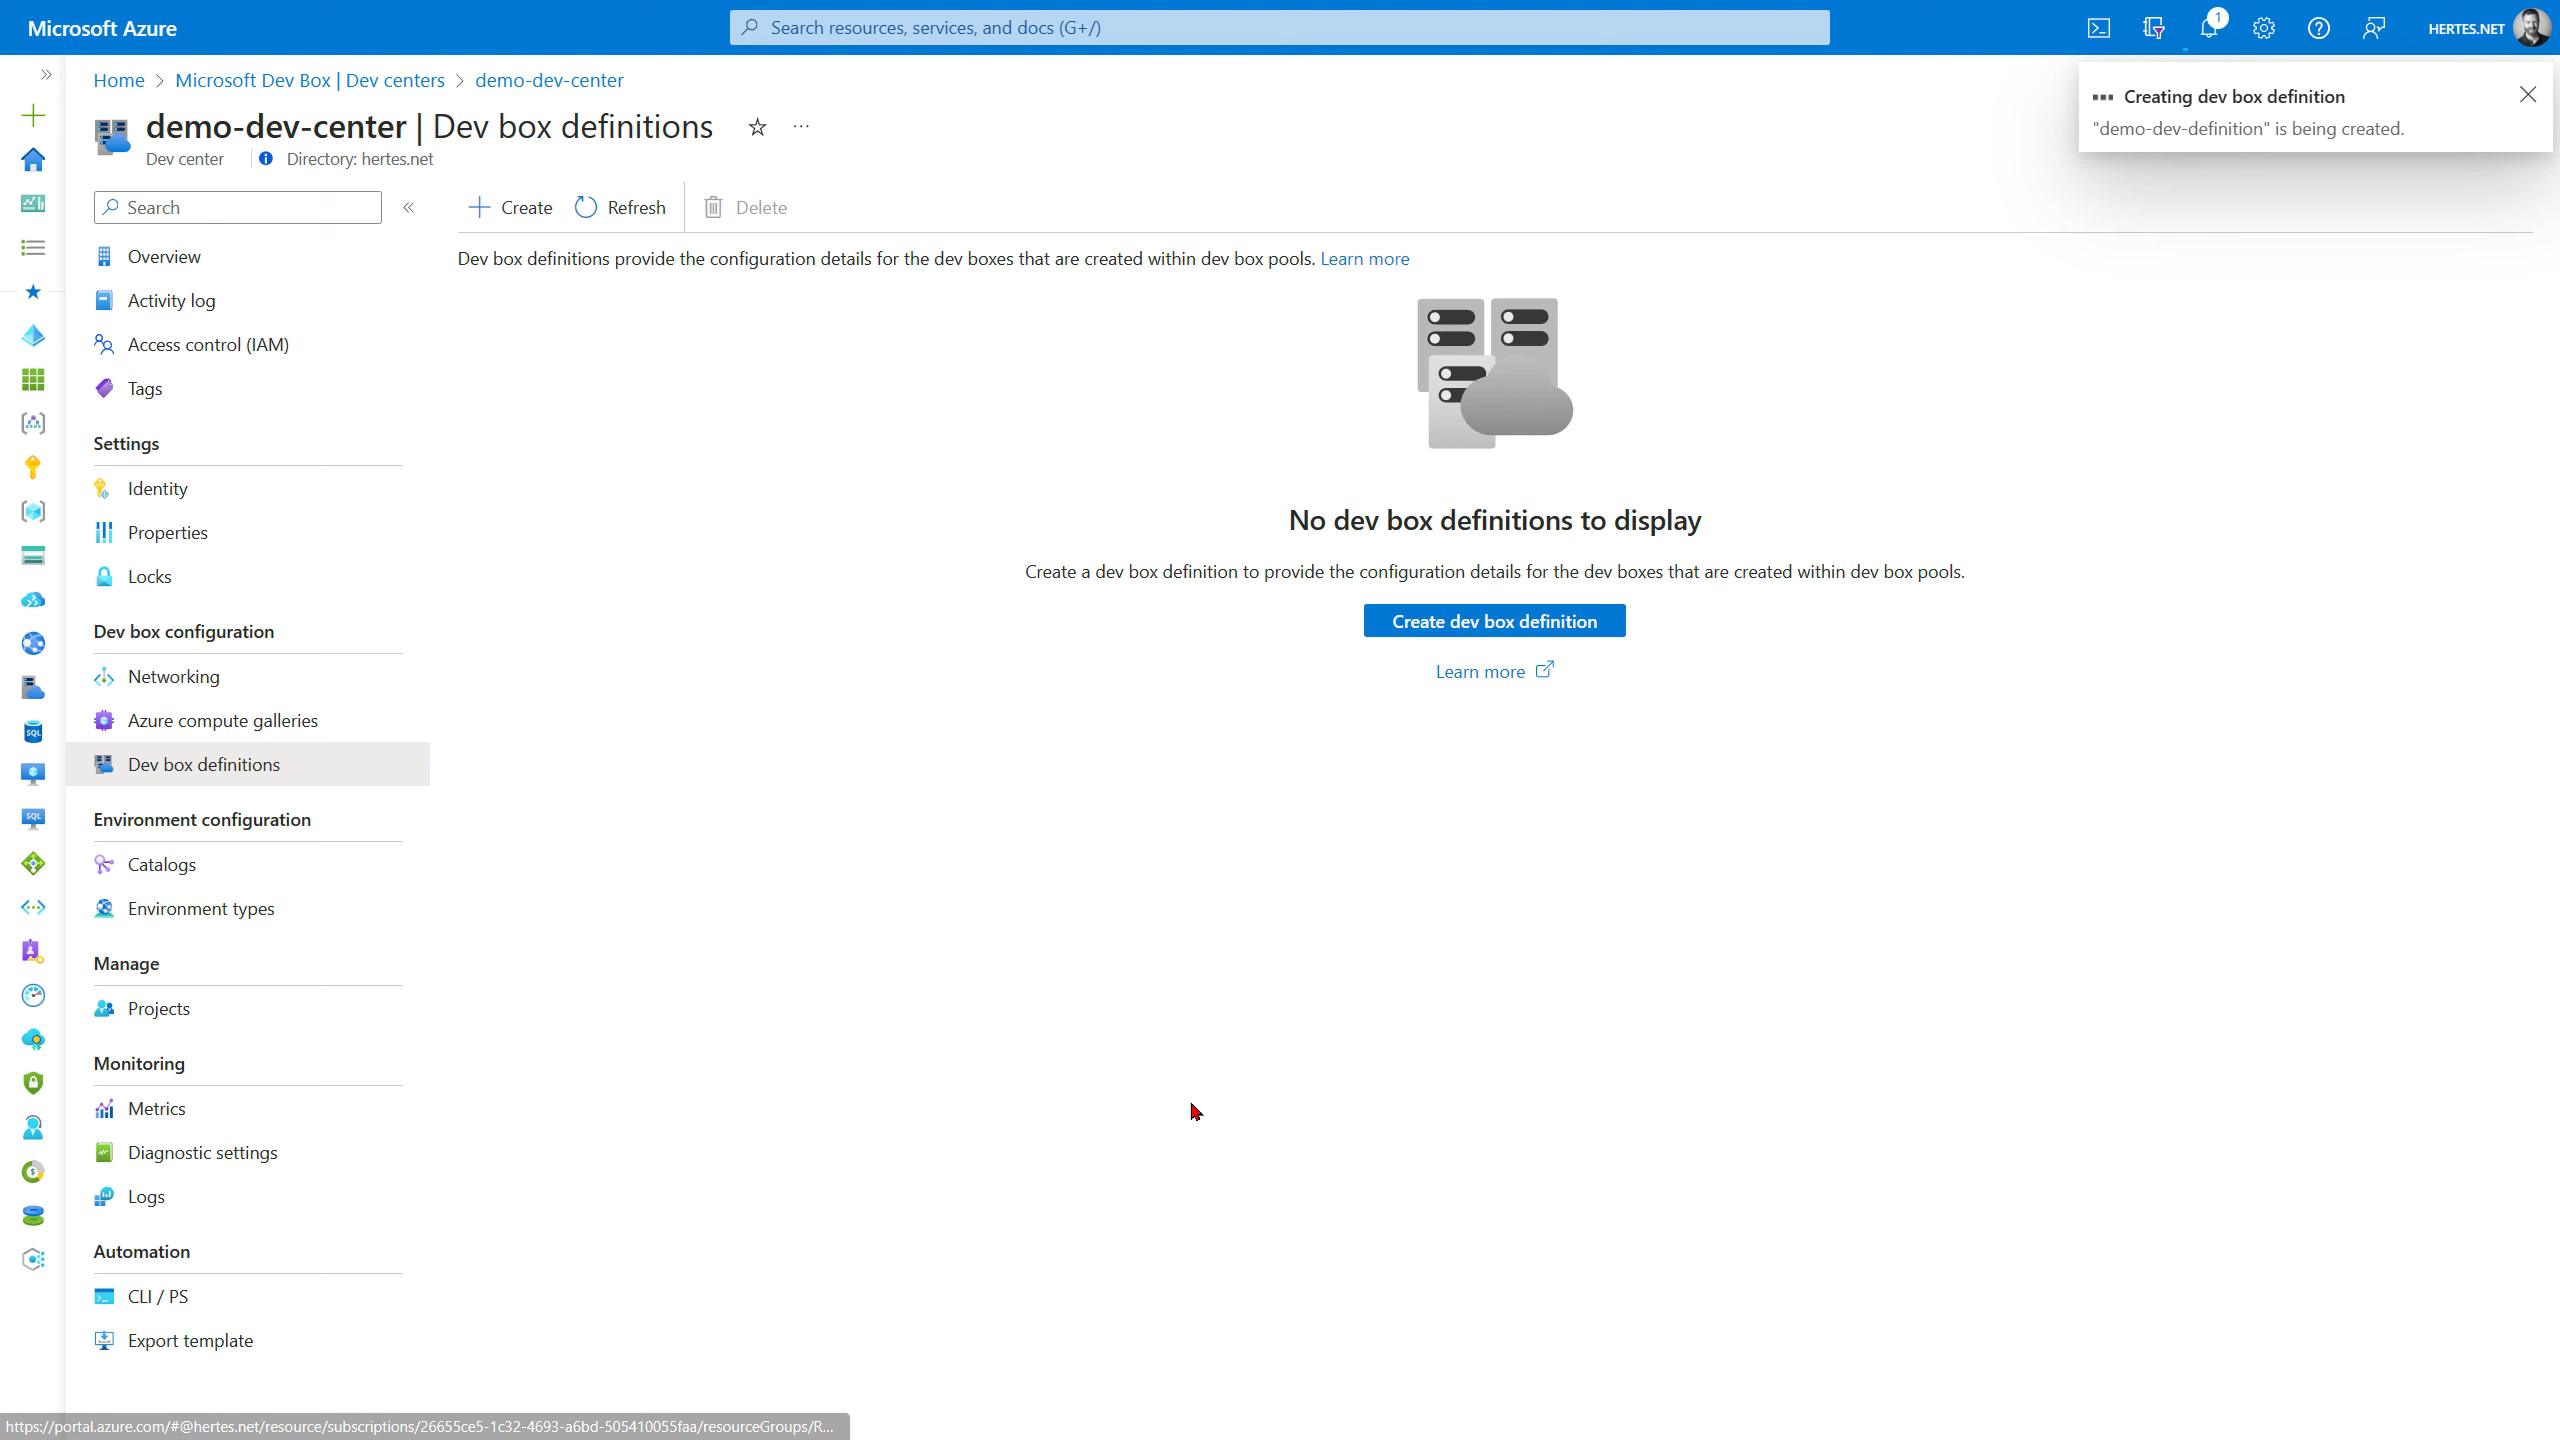 Microsoft Azure
Search resources, services, and docs (G+/)
1
HERTES.NET
Home > Microsoft Dev Box | Dev centers > demo-dev-center
demo-dev-center | Dev box definitions
Dev center
Directory: hertes.net
Creating dev box definition
"demo-dev-definition" is being created.
Search
Create
Refresh
Delete
Dev box definitions provide the configuration details for the dev boxes that are created within dev box pools. Learn more
Overview
Activity log
Access control (IAM)
Tags
Settings
Identity
Properties
Locks
Dev box configuration
Networking
Azure compute galleries
Dev box definitions
Environment configuration
Catalogs
Environment types
Manage
Projects
Monitoring
Metrics
Diagnostic settings
Logs
Automation
CLI / PS
Export template
No dev box definitions to display
Create a dev box definition to provide the configuration details for the dev boxes that are created within dev box pools.
Create dev box definition
Learn more
SQL
SQL
https://portal.azure.com/#@hertes.net/resource/subscriptions/26655ce5-1c32-4693-a6bd-505410055faa/resourceGroups/R...